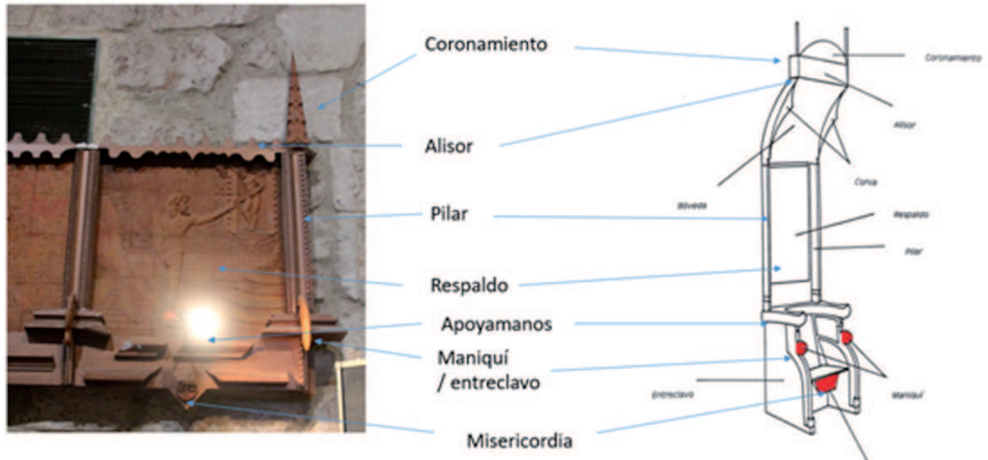 Coronamiento
Alisor
Pilar
Respaldo
Apoyamanos
Maniquí
/ entreclavo
Misericordia
Coronamiento
Alisor
Corva
Bóveda
Respaldo
Pilar
Entreclavo
Maniquí